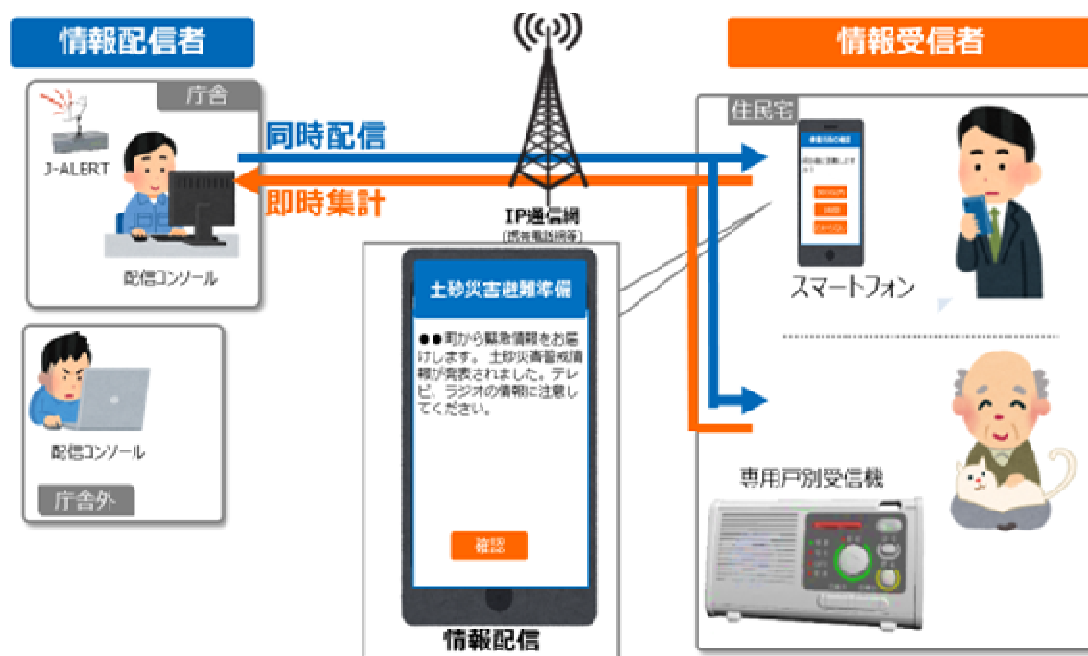 情報配信者
情報受信者
庁舎
J-ALERT
配信コンソール
同時配信
即時集計
IP通信網
(携帯電話網等)
住民宅
スマートフォン
土砂災害避難準備
●●町から緊急情報をお届
けします。土砂災害警戒情
報が発表されました。テレ
ビ、ラジオの情報に注意し
てください。
確認
情報配信
配信コンソール
庁舎外
専用戸別受信機